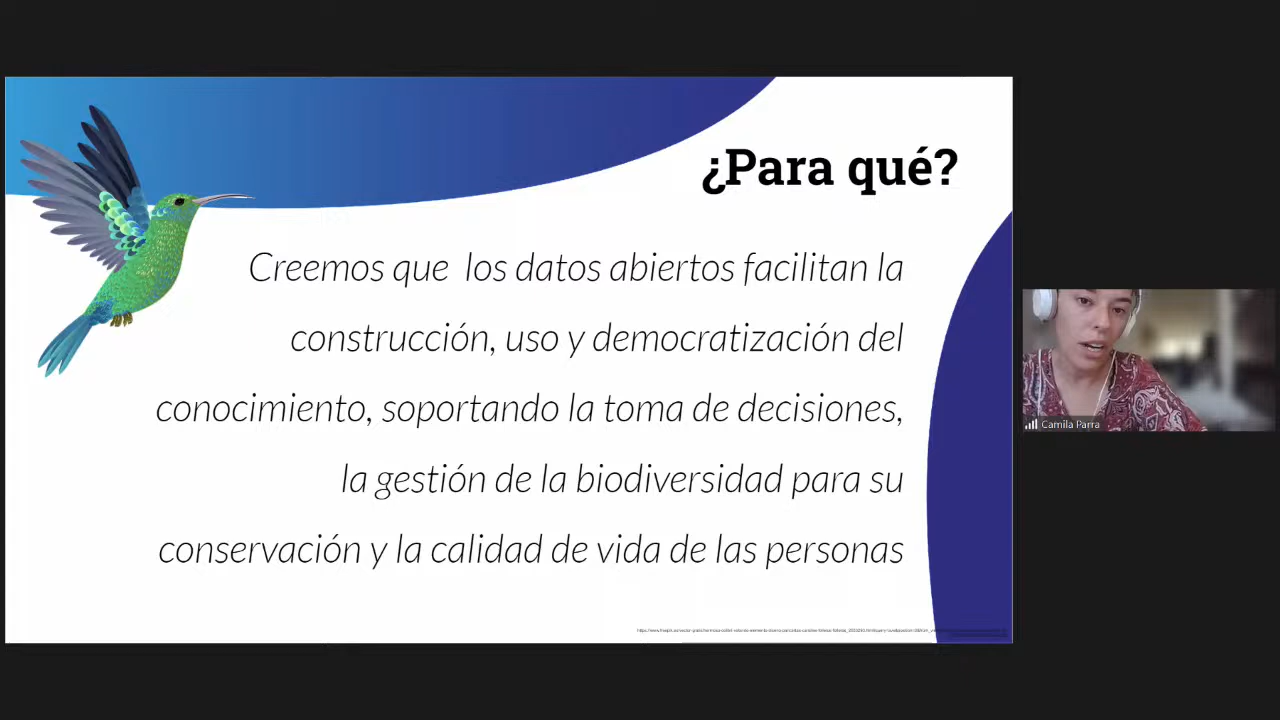 ¿Para qué?
Creemos que los datos abiertos facilitan la
construcción, uso y democratización del
conocimiento, soportando la toma de decisiones,
la gestión de la biodiversidad para su
conservación y la calidad de vida de las personas
Camila Parra